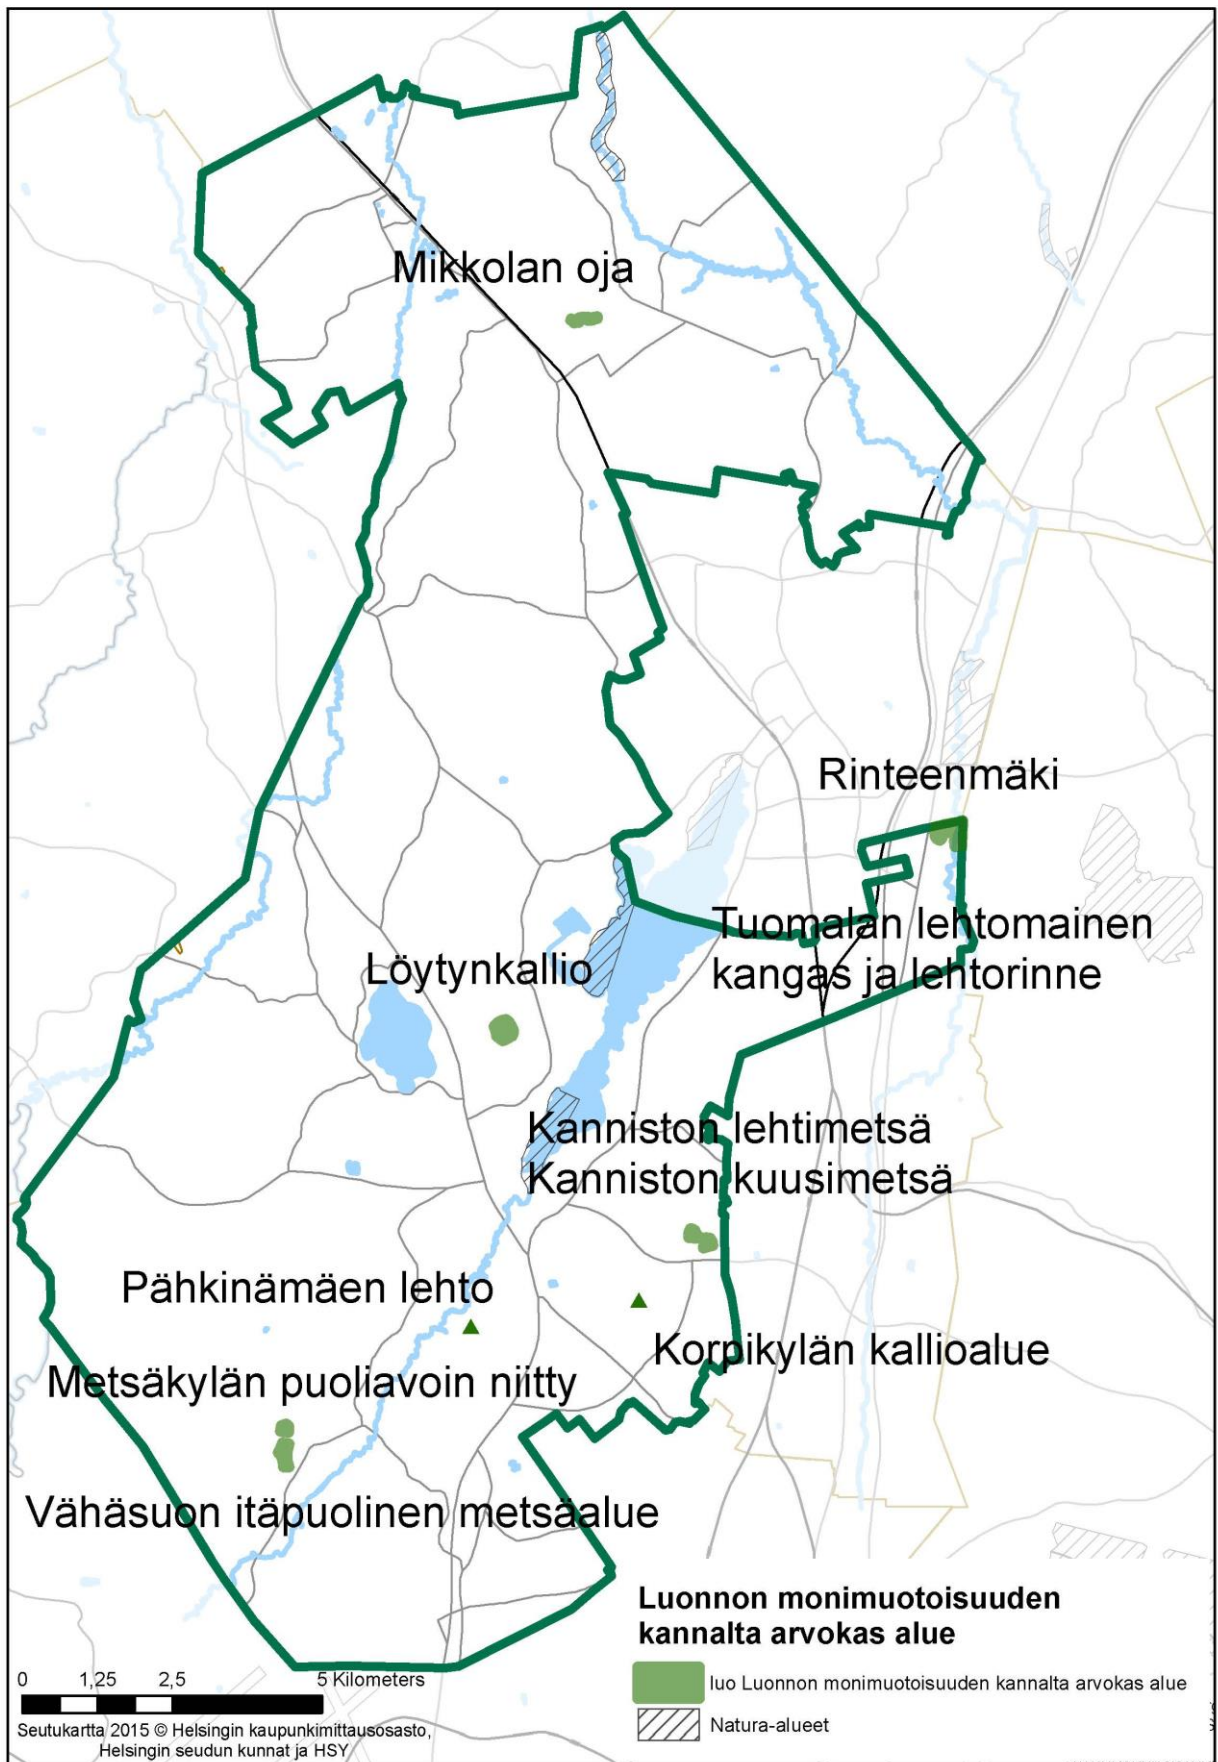 Mikkolan oja
Rinteenmäki
Tuomalan lehtomainen
kangas ja lehtorinne
Löytynkallio
Kanniston lehtimetsä
Kanniston kuusimetsä
Pähkinämäen lehto
Korpikylän kallioalue
Metsäkylän puoliavoin niitty
Vähäsuon itäpuolinen metsäalue
Luonnon monimuotoisuuden
kannalta arvokas alue
luo Luonnon monimuotoisuuden kannalta arvokas alue
Natura-alueet
0 1,25 2,5 5 Kilometers
Seutukartta 2015 © Helsingin kaupunkimittausosasto,
Helsingin seudun kunnat ja HSY